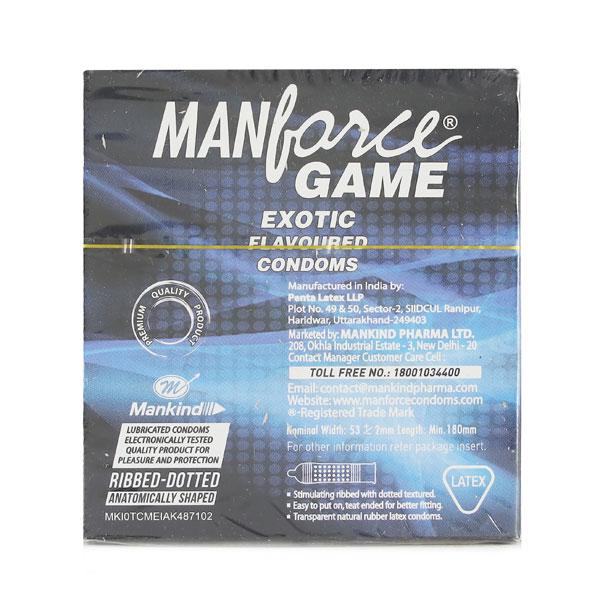 MANforce®
GAME
EXOTIC
FLAVOURED
CONDOMS
PREMIUM QUALITY PRODUCT
m
Mankind
LUBRICATED CONDOMS
ELECTRONICALLY TESTED
QUALITY PRODUCT FOR
PLEASURE AND PROTECTION
RIBBED-DOTTED
ANATOMICALLY SHAPED
MKI0TCMEIAK487102
Manufactured in India by:
Panta Latex LLP
Plot No. 49 & 50, Sector-2, SIIDCUL Ranipur,
Haridwar, Uttarakhand-249403
Marketed by: MANKIND PHARMA LTD.
208, Okhla Industrial Estate - 3, New Delhi - 20
Contact Manager Customer Care Cell :
TOLL FREE NO.: 18001034400
Email: contact@mankindpharma.com
Website: www.manforcecondoms.com
®-Registered Trade Mark
Nominal Width: 53 ± 2mm Length: Min. 180mm
For other information refer package insert.
LATEX
▪ Stimulating ribbed with dotted textured.
▪ Easy to put on, teat ended for better fitting.
▪ Transparent natural rubber latex condoms.